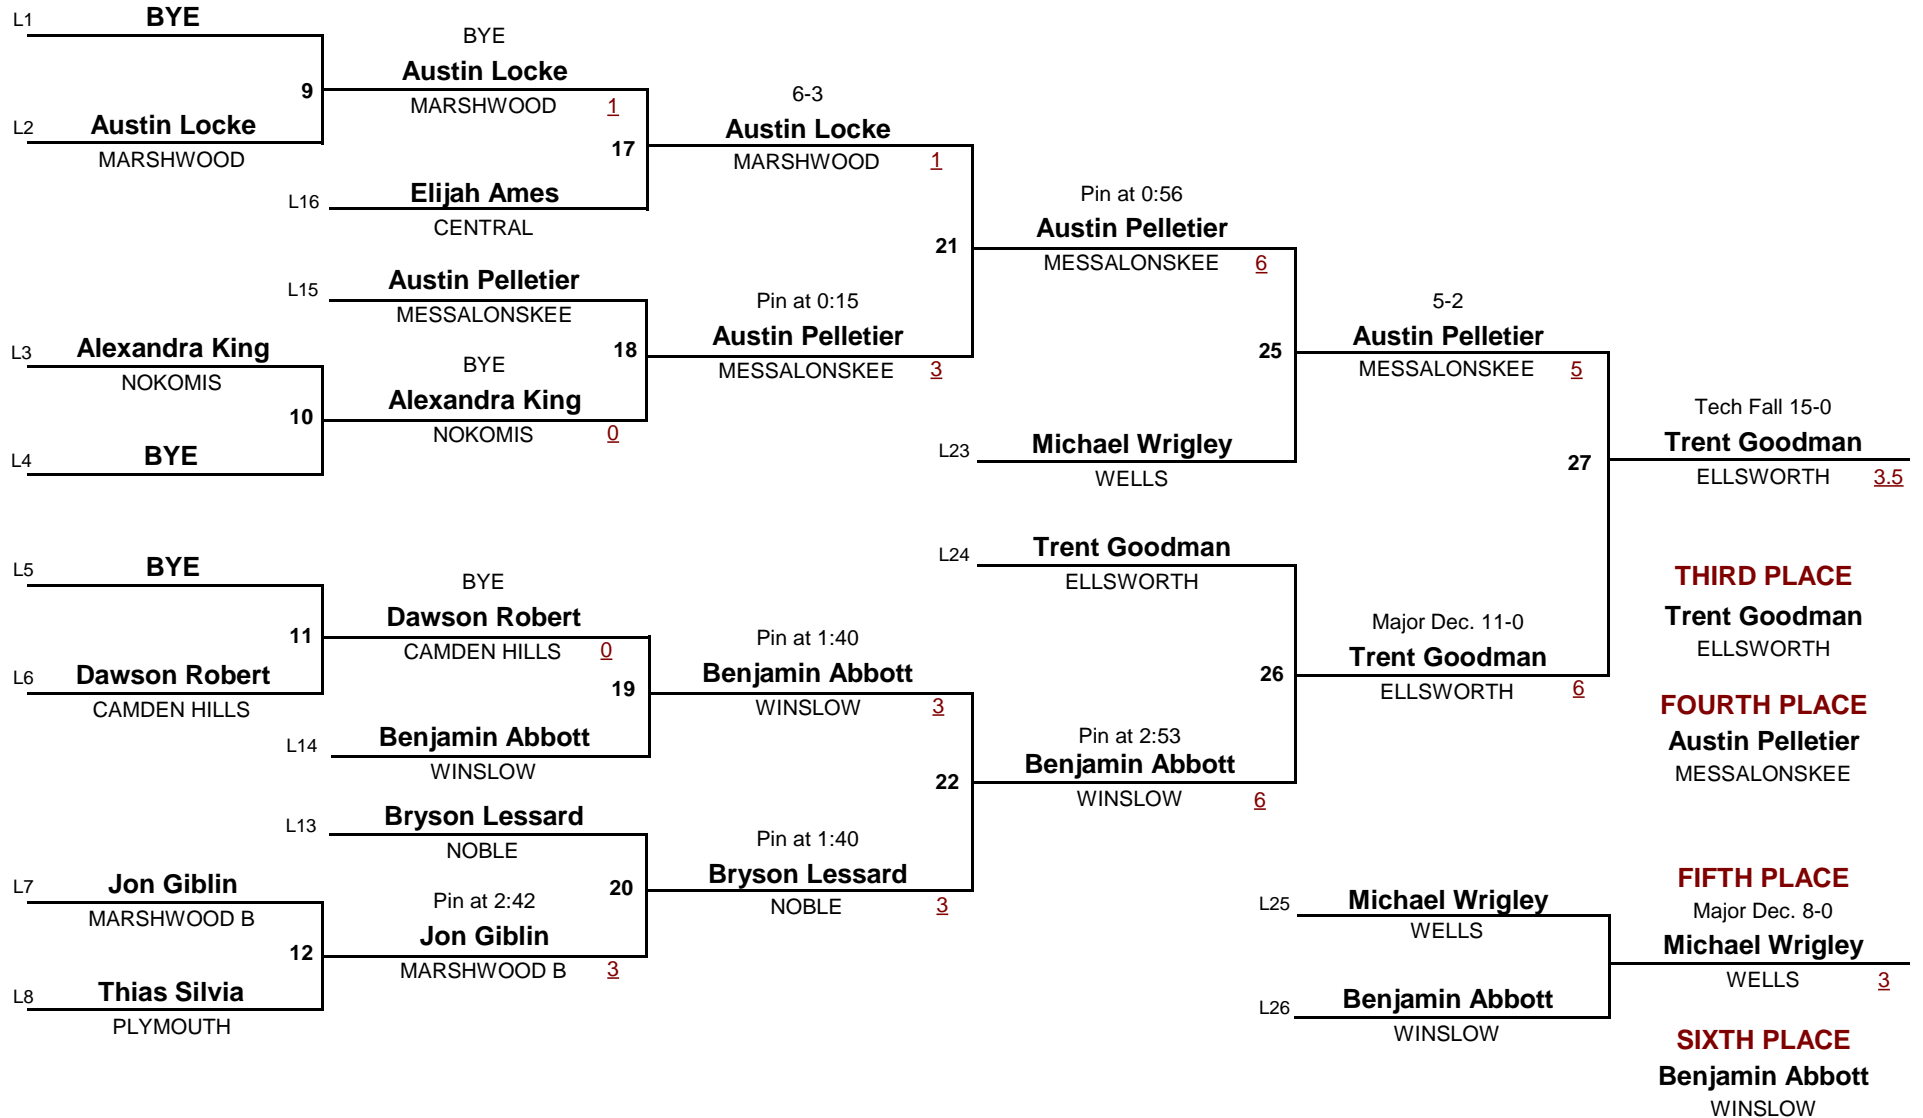 L1
BYE
9
L2
Austin Locke
MARSHWOOD
BYE
Austin Locke
MARSHWOOD 1
17
L16
Elijah Ames
CENTRAL
6-3
Austin Locke
MARSHWOOD 1
21
L15
Austin Pelletier
MESSALONSKEE
L3
Alexandra King
NOKOMIS
10
L4
BYE
18
BYE
Alexandra King
NOKOMIS 0
Pin at 0:15
Austin Pelletier
MESSALONSKEE 3
Pin at 0:56
Austin Pelletier
MESSALONSKEE 6
25
L23
Michael Wrigley
WELLS
5-2
Austin Pelletier
MESSALONSKEE 5
27
Tech Fall 15-0
Trent Goodman
ELLSWORTH 3.5
L5
BYE
11
L6
Dawson Robert
CAMDEN HILLS
BYE
Dawson Robert
CAMDEN HILLS 0
19
L14
Benjamin Abbott
WINSLOW
Pin at 1:40
Benjamin Abbott
WINSLOW 3
22
L13
Bryson Lessard
NOBLE
L7
Jon Giblin
MARSHWOOD B
12
L8
Thias Silvia
PLYMOUTH
20
Pin at 2:42
Jon Giblin
MARSHWOOD B 3
Pin at 1:40
Bryson Lessard
NOBLE 3
L24
Trent Goodman
ELLSWORTH
26
Pin at 2:53
Benjamin Abbott
WINSLOW 6
Major Dec. 11-0
Trent Goodman
ELLSWORTH 6
THIRD PLACE
Trent Goodman
ELLSWORTH
FOURTH PLACE
Austin Pelletier
MESSALONSKEE
L25
Michael Wrigley
WELLS
L26
Benjamin Abbott
WINSLOW
FIFTH PLACE
Major Dec. 8-0
Michael Wrigley
WELLS 3
SIXTH PLACE
Benjamin Abbott
WINSLOW